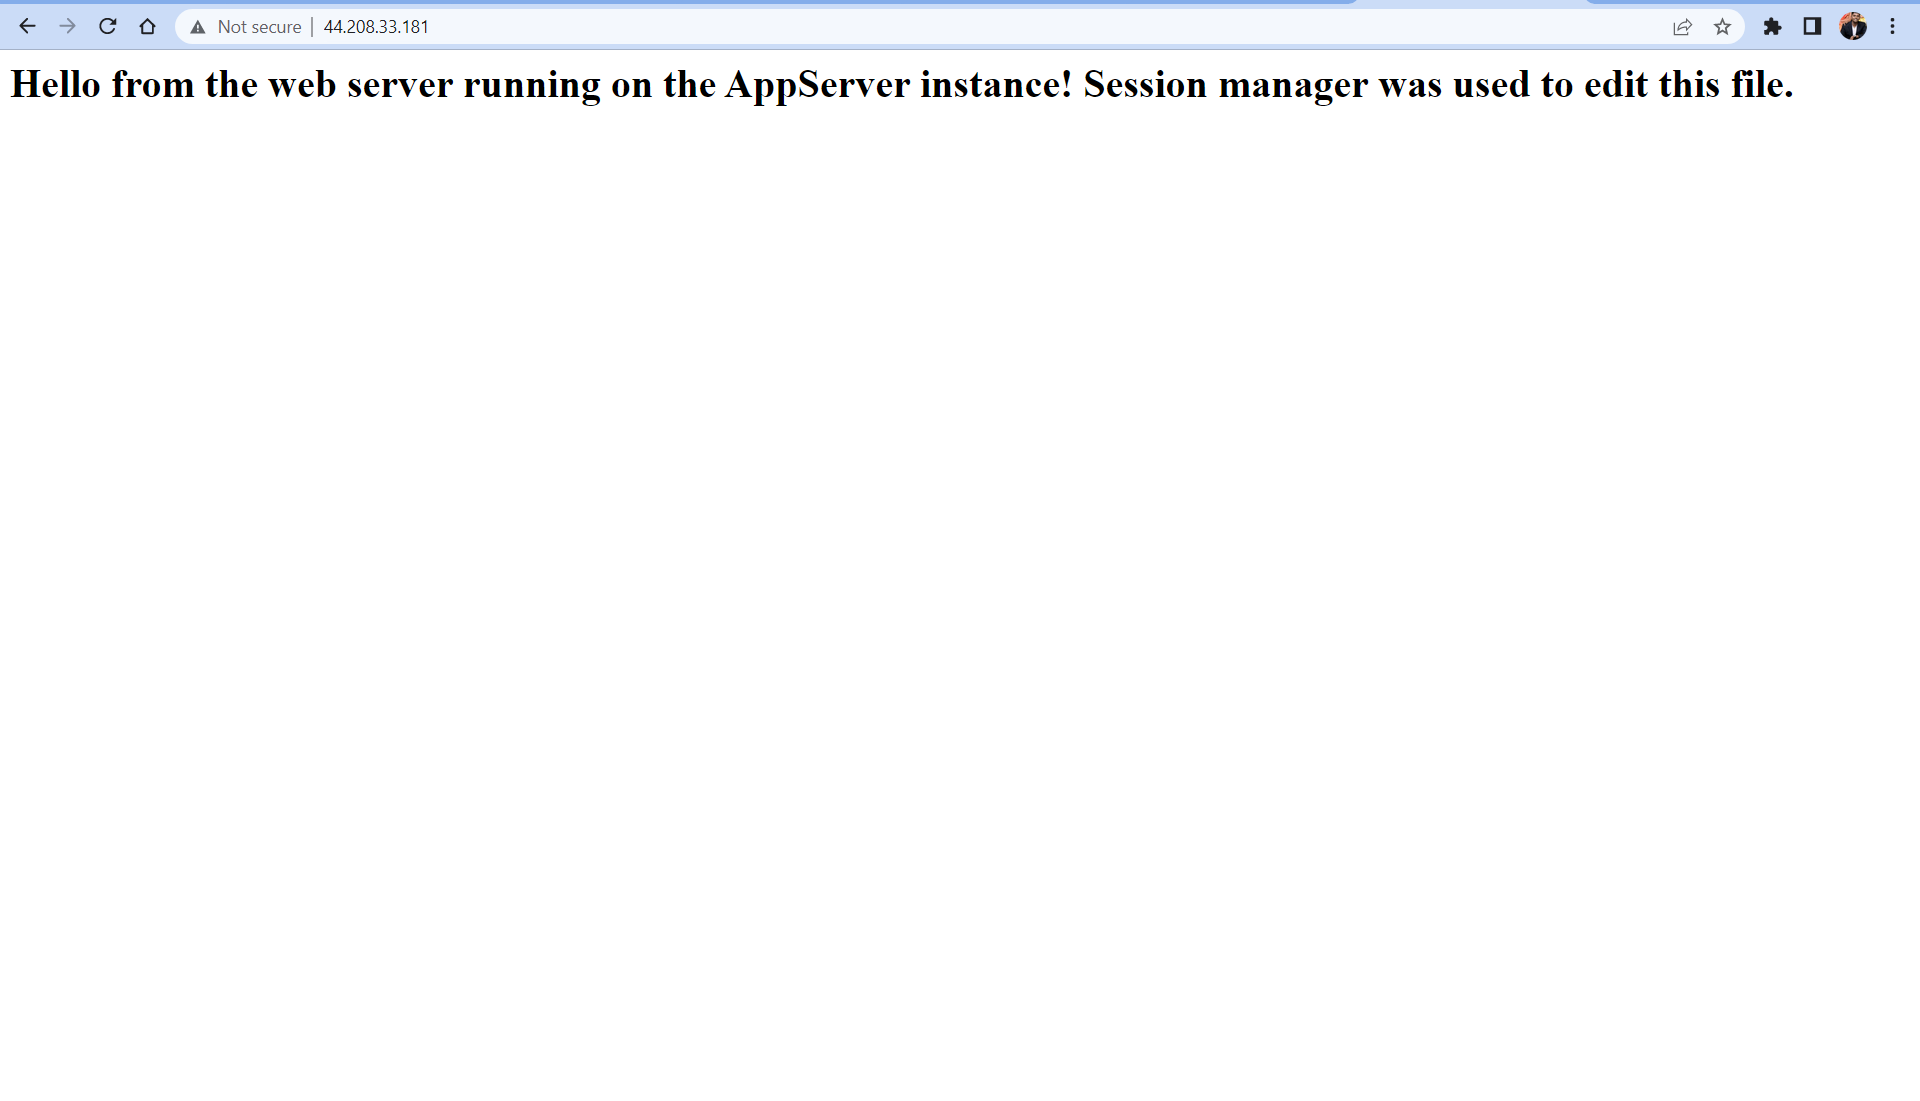 Not secure | 44.208.33.181
Hello from the web server running on the AppServer instance! Session manager was used to edit this file.